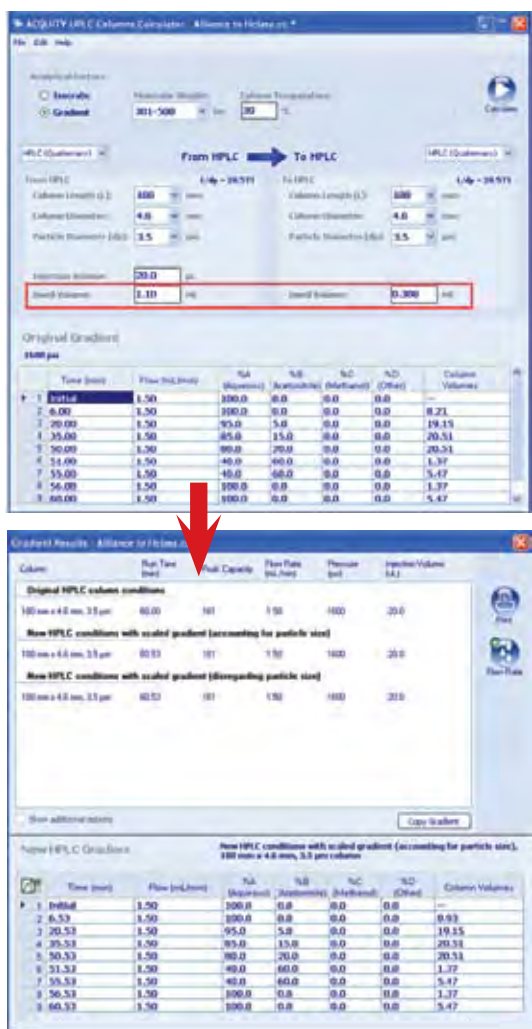 ACQUITY UPLC Columns Calculator - Alliance to Hclass.cc *
File Edit Help
Isocratic
Gradient
Molecular Weight
Column Temperature
301-500
30
°C
Calculate
HPLC (Quaternary)
From HPLC To HPLC
HPLC (Quaternary)
From HPLC L/dp = 28,571
To HPLC L/dp = 28,571
Column Length (L): 100 mm
Column Length (L): 100 mm
Column Diameter: 4.6 mm
Column Diameter: 4.6 mm
Particle Diameter (dp): 3.5 µm
Particle Diameter (dp): 3.5 µm
Injection Volume: 20.0 µL
Dwell Volume: 1.10 mL
Dwell Volume: 0.300 mL
Original Gradient
1600 psi
Time (min) Flow (mL/min) %A (Aqueous) %B (Acetonitrile) %C (Methanol) %D (Other) Column Volumes
1 Initial 1.50 100.0 0.0 0.0 0.0 --
2 6.00 1.50 100.0 0.0 0.0 0.0 8.21
3 20.00 1.50 95.0 5.0 0.0 0.0 19.15
4 35.00 1.50 85.0 15.0 0.0 0.0 20.51
5 50.00 1.50 80.0 20.0 0.0 0.0 20.51
6 51.00 1.50 40.0 60.0 0.0 0.0 1.37
7 55.00 1.50 40.0 60.0 0.0 0.0 5.47
8 56.00 1.50 100.0 0.0 0.0 0.0 1.37
9 60.00 1.50 100.0 0.0 0.0 0.0 5.47
Gradient Results - Alliance to Hclass.cc
Column Run Time (min) Peak Capacity Flow Rate (mL/min) Pressure (psi) Injection Volume (µL)
Original HPLC column conditions
100 mm x 4.6 mm, 3.5 µm 60.00 181 1.50 1600 20.0
New HPLC conditions with scaled gradient (accounting for particle size)
100 mm x 4.6 mm, 3.5 µm 60.53 181 1.50 1600 20.0
New HPLC conditions with scaled gradient (disregarding particle size)
100 mm x 4.6 mm, 3.5 µm 60.53 181 1.50 1600 20.0
Print
Flow Rate
Show additional options
Copy Gradient
New HPLC Gradient
New HPLC conditions with scaled gradient (accounting for particle size),
100 mm x 4.6 mm, 3.5 µm column
Time (min) Flow (mL/min) %A (Aqueous) %B (Acetonitrile) %C (Methanol) %D (Other) Column Volumes
1 Initial 1.50 100.0 0.0 0.0 0.0 --
2 6.53 1.50 100.0 0.0 0.0 0.0 8.93
3 20.53 1.50 95.0 5.0 0.0 0.0 19.15
4 35.53 1.50 85.0 15.0 0.0 0.0 20.51
5 50.53 1.50 80.0 20.0 0.0 0.0 20.51
6 51.53 1.50 40.0 60.0 0.0 0.0 1.37
7 55.53 1.50 40.0 60.0 0.0 0.0 5.47
8 56.53 1.50 100.0 0.0 0.0 0.0 1.37
9 60.53 1.50 100.0 0.0 0.0 0.0 5.47